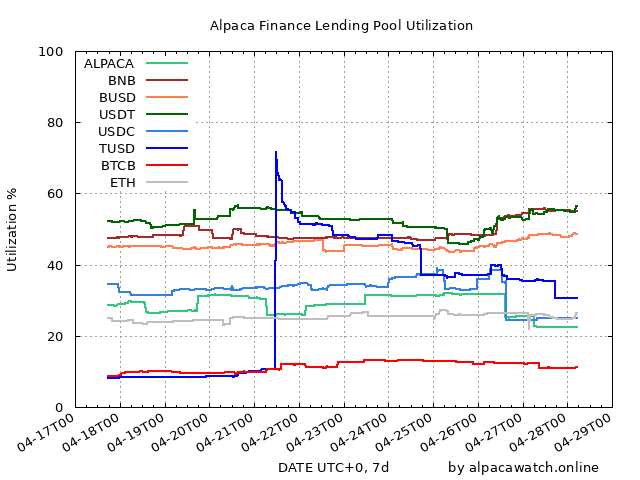 Alpaca Finance Lending Pool Utilization
Utilization %
100
80
60
40
20
0
ALPACA
BNB
BUSD
USDT
USDC
TUSD
BTCB
ETH
04-17T00
04-18T00
04-19T00
04-20T00
04-21T00
04-22T00
04-23T00
04-24T00
04-25T00
04-26T00
04-27T00
04-28T00
04-29T00
DATE UTC+0, 7d
by alpacawatch.online